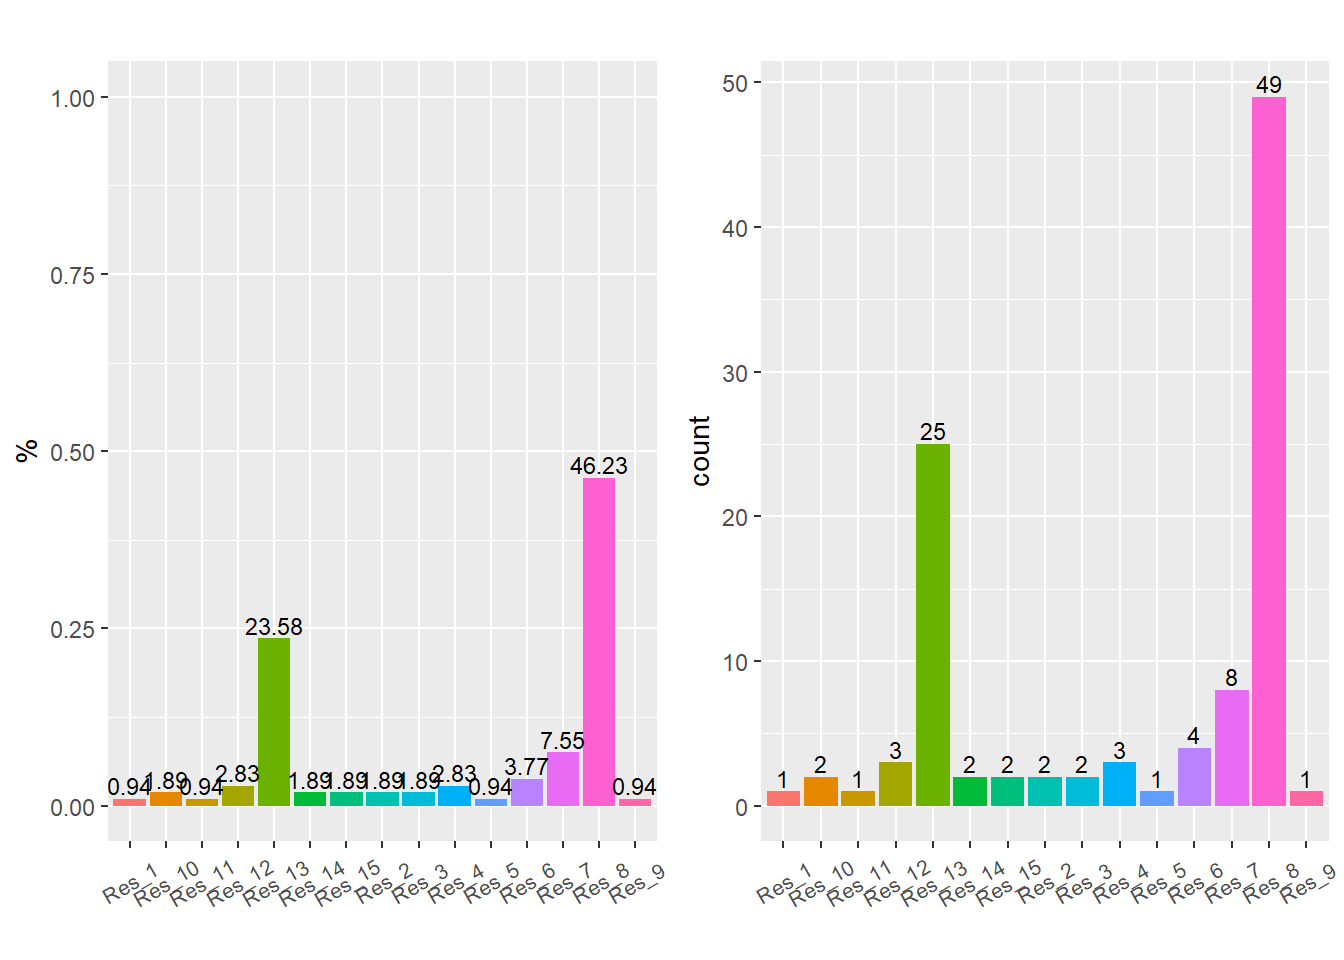 %
1.00
0.75
0.50
0.25
0.00
0.94
1.89
0.94
2.83
23.58
1.89
1.89
1.89
1.89
2.83
0.94
3.77
7.55
46.23
0.94
Res_1
Res_10
Res_11
Res_12
Res_13
Res_14
Res_15
Res_2
Res_3
Res_4
Res_5
Res_6
Res_7
Res_8
Res_9
count
50
40
30
20
10
0
1
2
1
3
25
2
2
2
2
3
1
4
8
49
1
Res_1
Res_10
Res_11
Res_12
Res_13
Res_14
Res_15
Res_2
Res_3
Res_4
Res_5
Res_6
Res_7
Res_8
Res_9